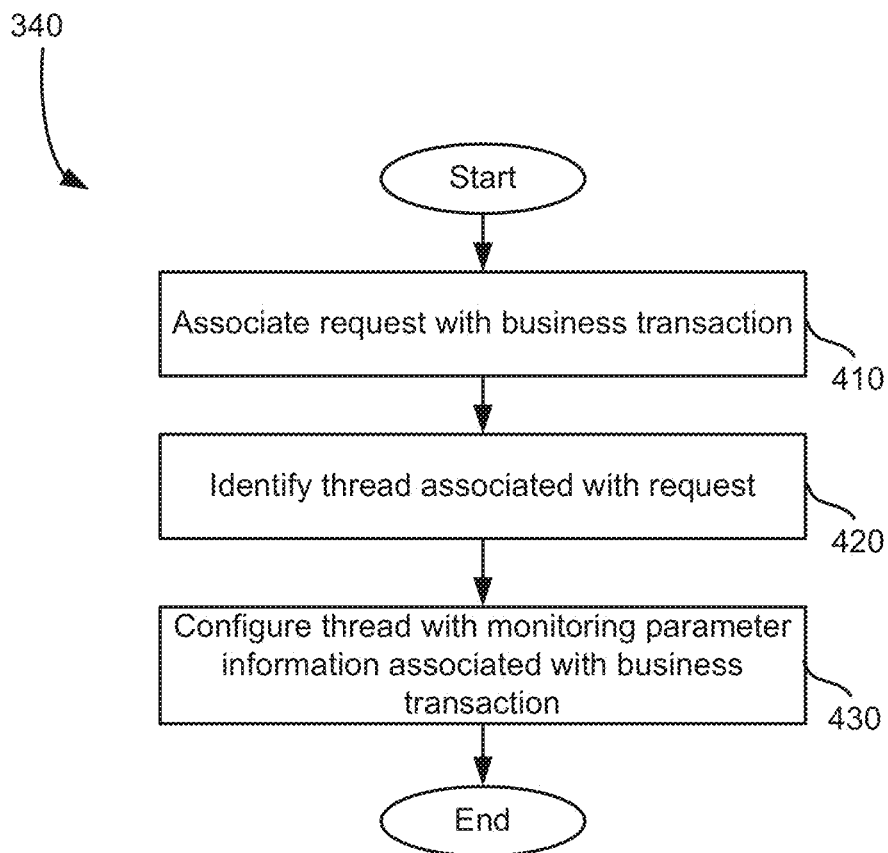 340
Start
Associate request with business transaction
410
Identify thread associated with request
420
Configure thread with monitoring parameter
information associated with business
transaction
430
End